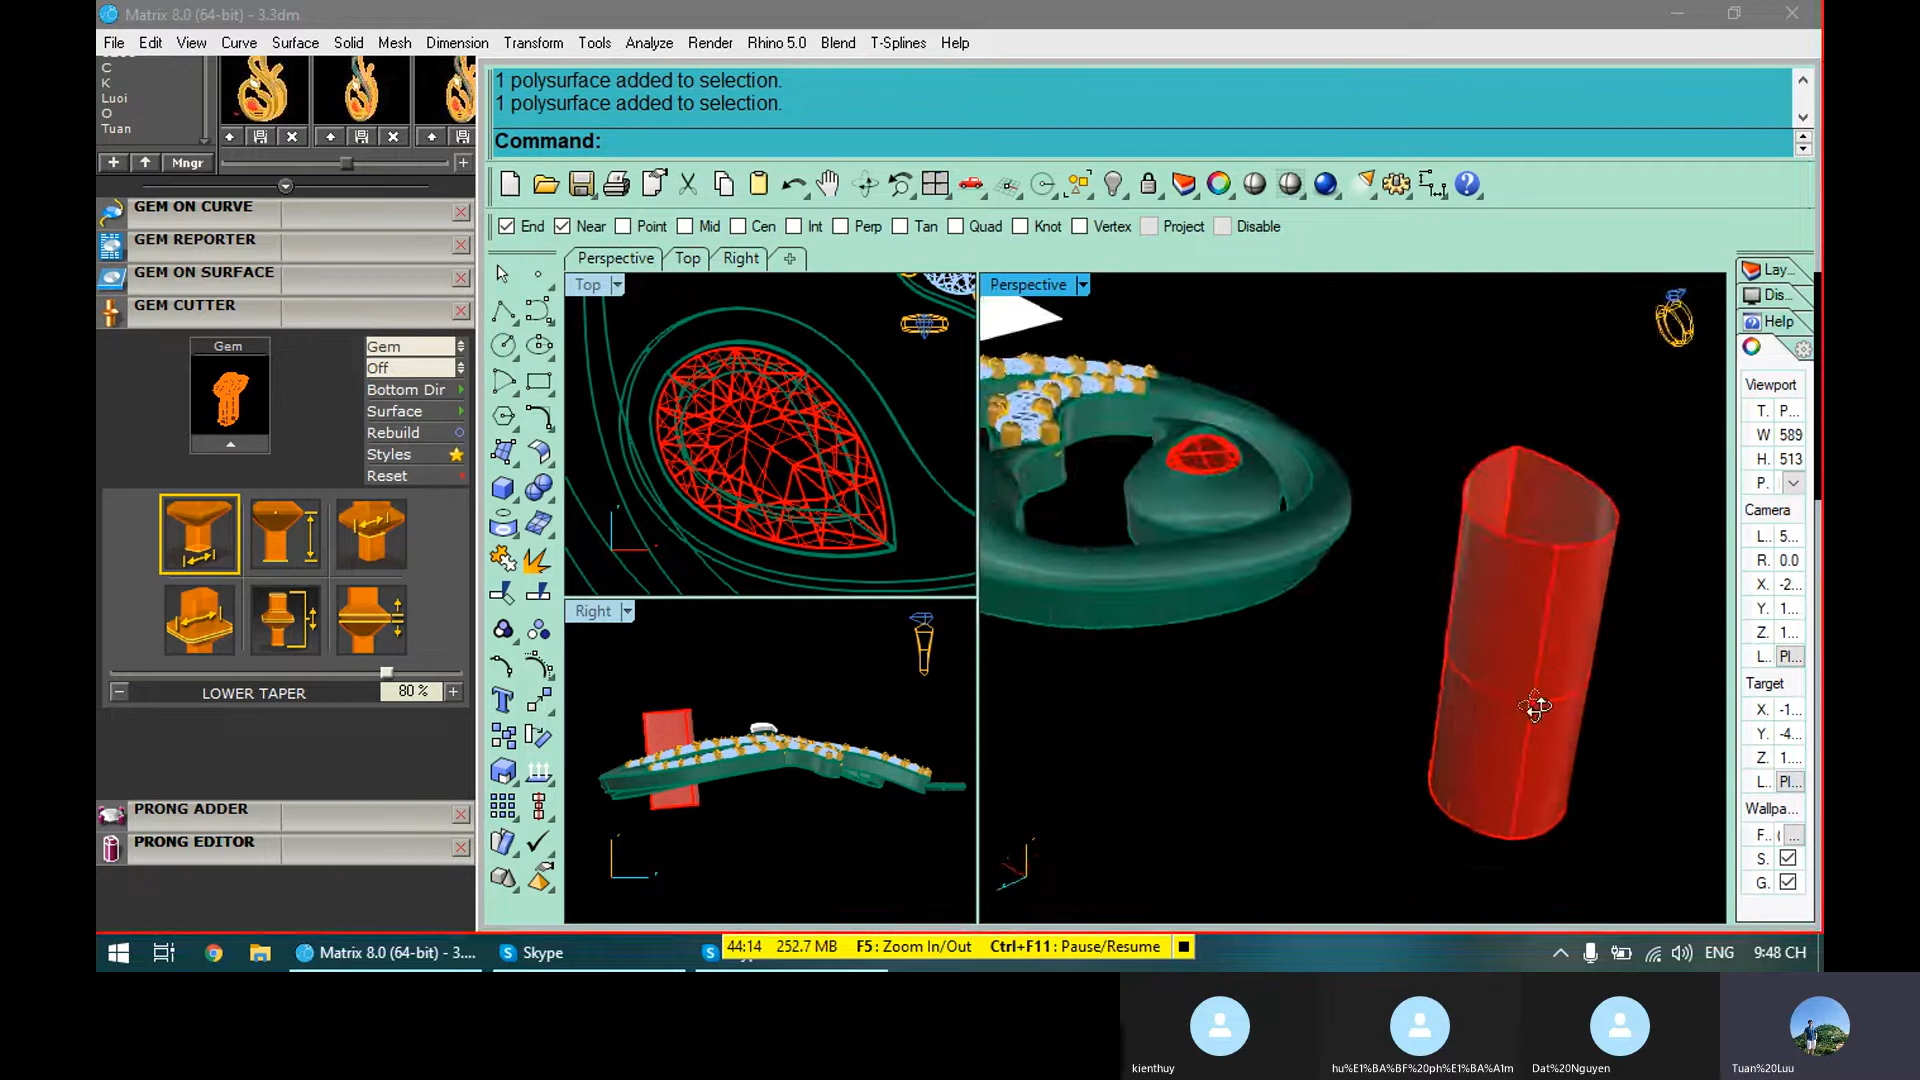 Matrix 8.0 (64-bit) - 3.3dm
File Edit View Curve Surface Solid Mesh Dimension Transform Tools Analyze Render Rhino 5.0 Blend T-Splines Help
C
K
Luoi
O
Tuan
Mngr
1 polysurface added to selection.
1 polysurface added to selection.
Command:
End Near Point Mid Cen Int Perp Tan Quad Knot Vertex Project Disable
Perspective Top Right
GEM ON CURVE
GEM REPORTER
GEM ON SURFACE
GEM CUTTER
Gem
Gem
Off
Bottom Dir
Surface
Rebuild
Styles
Reset
LOWER TAPER 80 %
PRONG ADDER
PRONG EDITOR
Top
Perspective
Right
Lay...
Dis...
Help
Viewport
T. P...
W 589
H. 513
P.
Camera
L.. 5...
R. 0.0
X. -2...
Y. 1...
Z. 1...
L.. Pl...
Target
X. -1...
Y. -4...
Z. 1....
L.. Pl...
Wallpa...
F.. ( ...
S.
G.
Matrix 8.0 (64-bit) - 3....
Skype
44:14 252.7 MB F5 : Zoom In/Out Ctrl+F11 : Pause/Resume
ENG 9:48 CH
kienthuy
hu%E1%BA%BF%20ph%E1%BA%A1m
Dat%20Nguyen
Tuan%20Luu